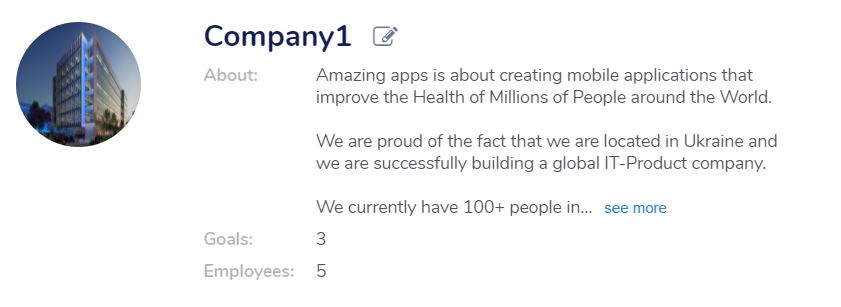 Company1
About:
Amazing apps is about creating mobile applications that
improve the Health of Millions of People around the World.
We are proud of the fact that we are located in Ukraine and
we are successfully building a global IT-Product company.
We currently have 100+ people in... see more
Goals: 3
Employees: 5